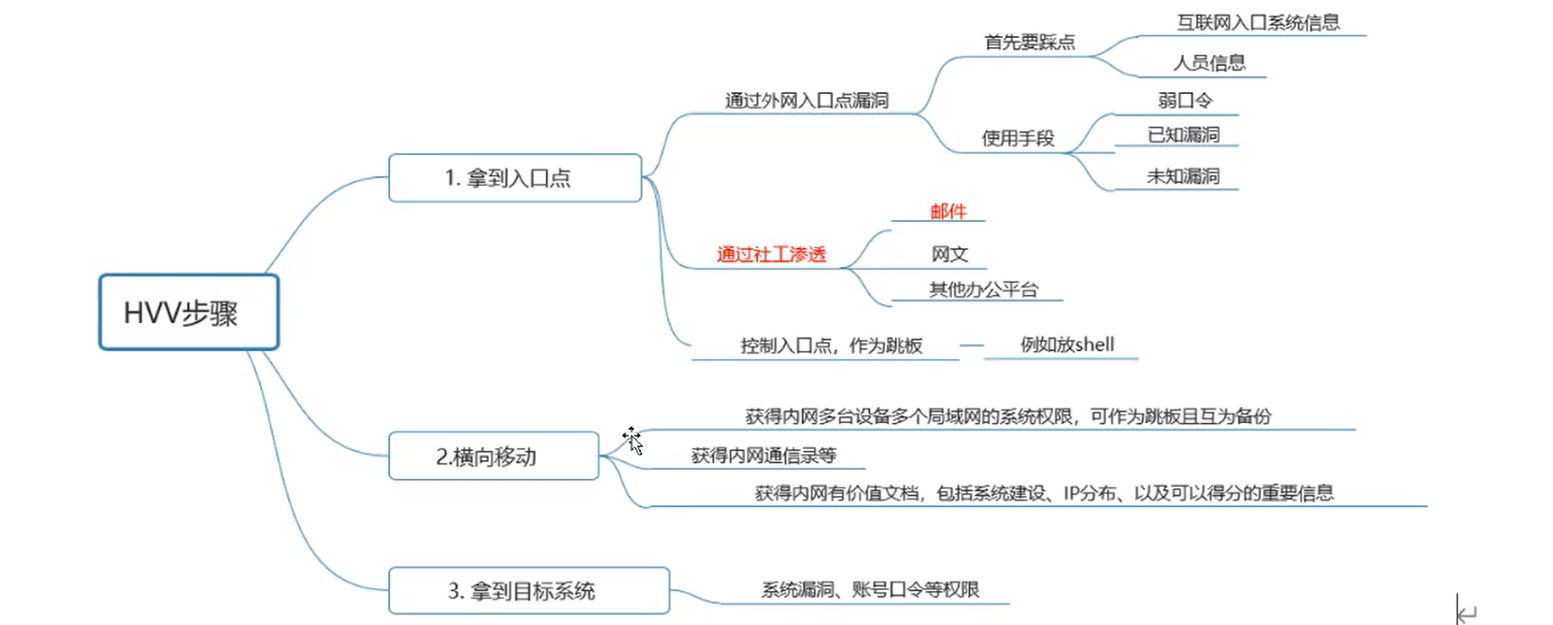 HVV步骤
1. 拿到入口点
通过外网入口点漏洞
首先要踩点
互联网入口系统信息
人员信息
使用手段
弱口令
已知漏洞
未知漏洞
通过社工渗透
邮件
网文
其他办公平台
控制入口点，作为跳板
例如放shell
2.横向移动
获得内网多台设备多个局域网的系统权限，可作为跳板且互为备份
获得内网通信录等
获得内网有价值文档，包括系统建设、IP分布、以及可以得分的重要信息
3. 拿到目标系统
系统漏洞、账号口令等权限